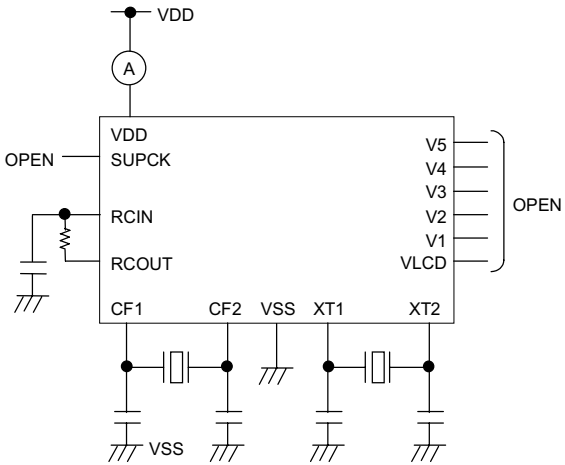 VDD
A
VDD
OPEN
SUPCK
RCIN
RCOUT
V5
V4
V3
V2
V1
VLCD
OPEN
CF1
CF2
VSS
XT1
XT2
VSS